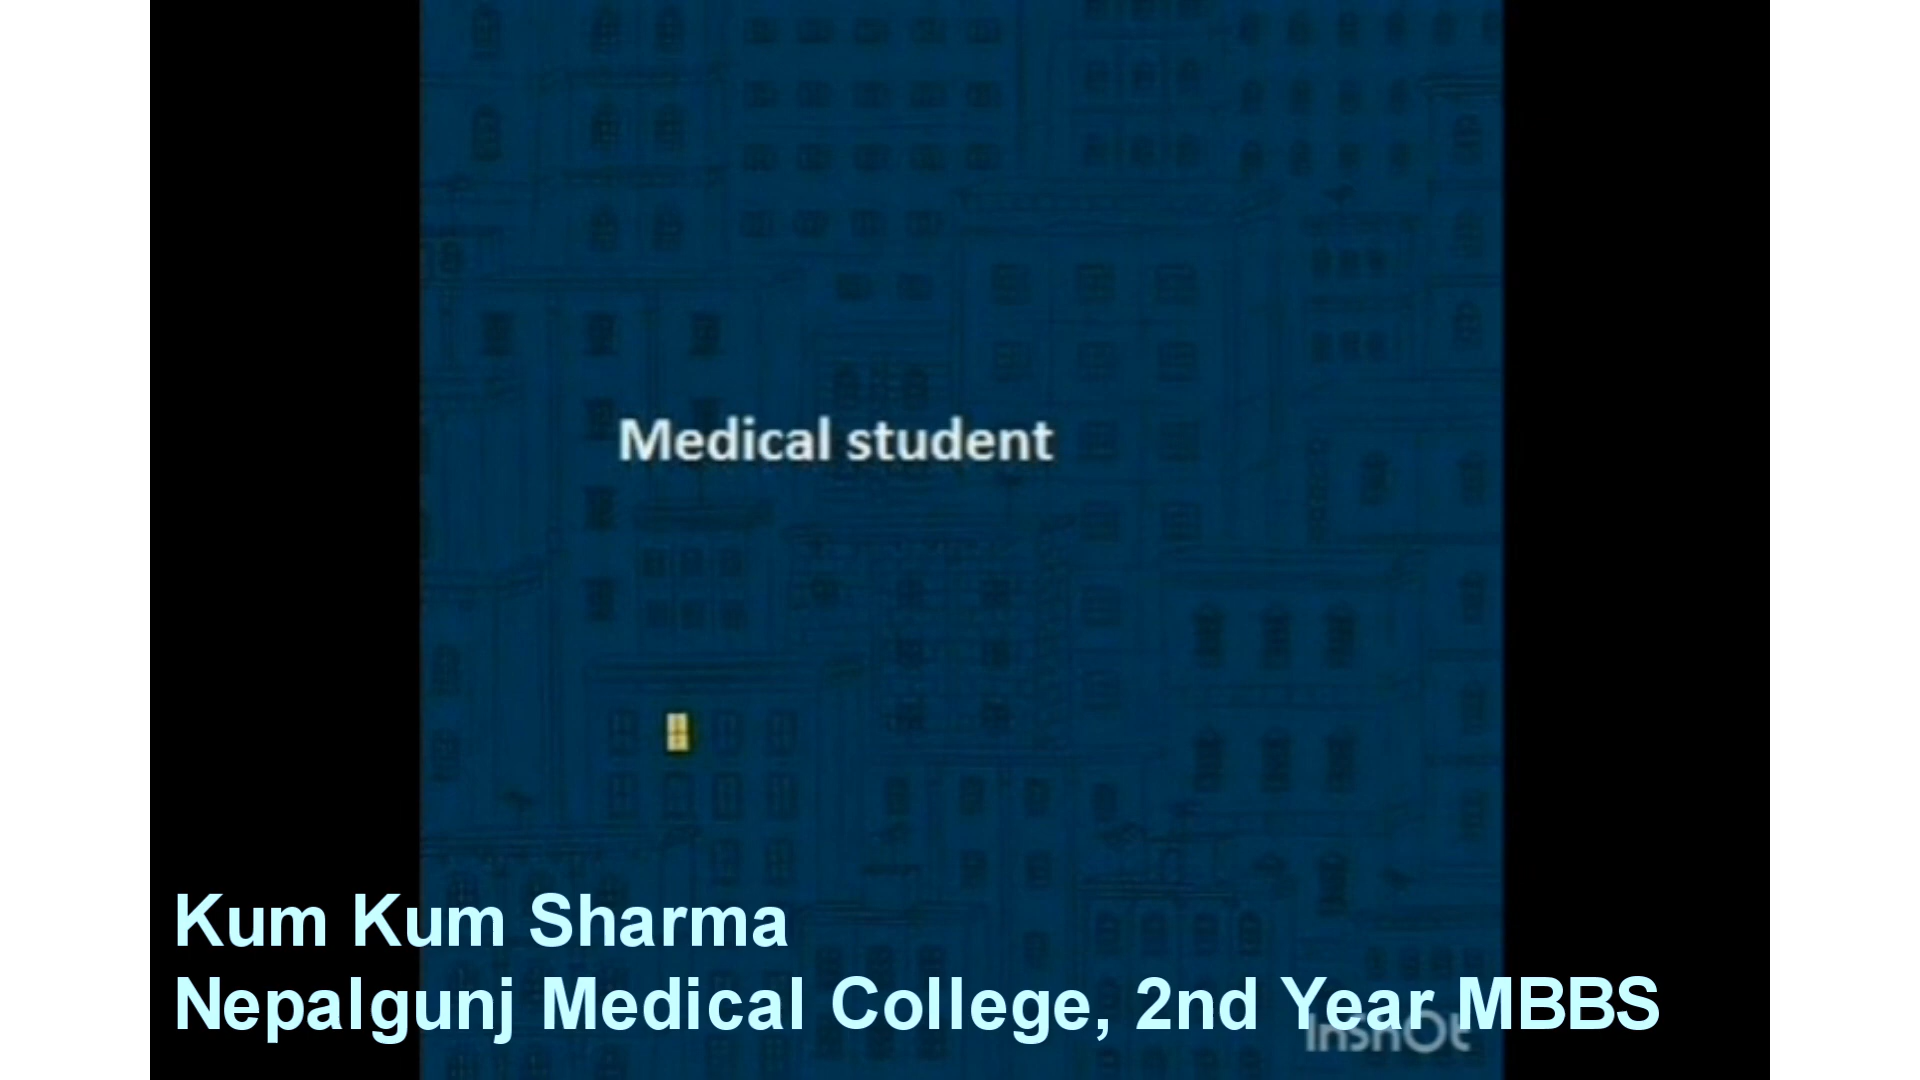 Medical student
Kum Kum Sharma
Nepalgunj Medical College, 2nd Year MBBS
InShOt